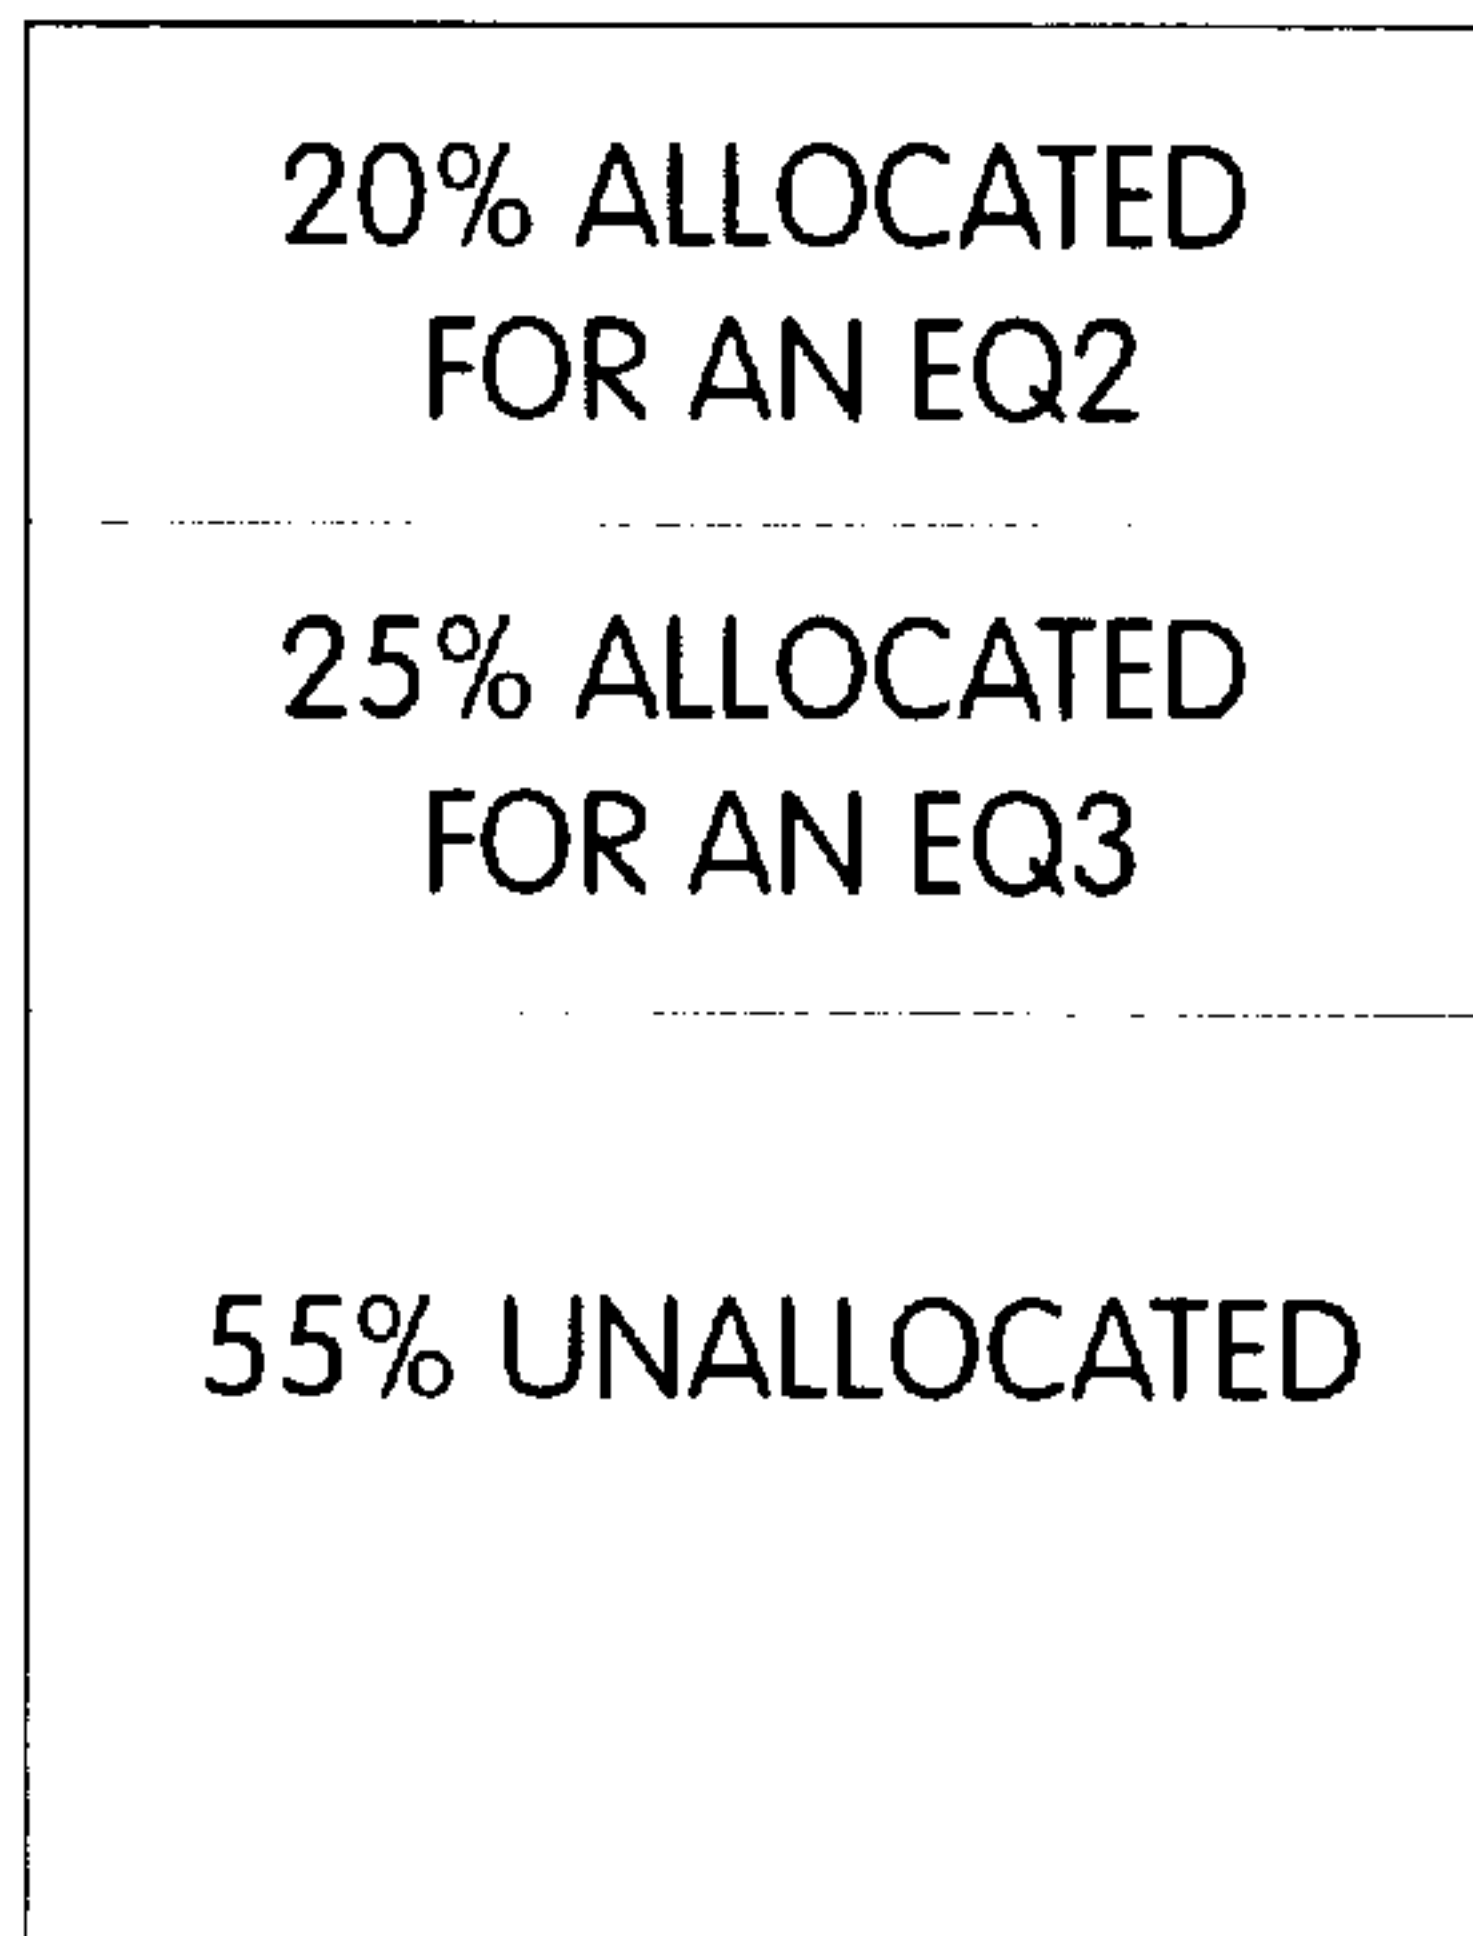 20% ALLOCATED
FOR AN EQ2
25% ALLOCATED
FOR AN EQ3
55% UNALLOCATED